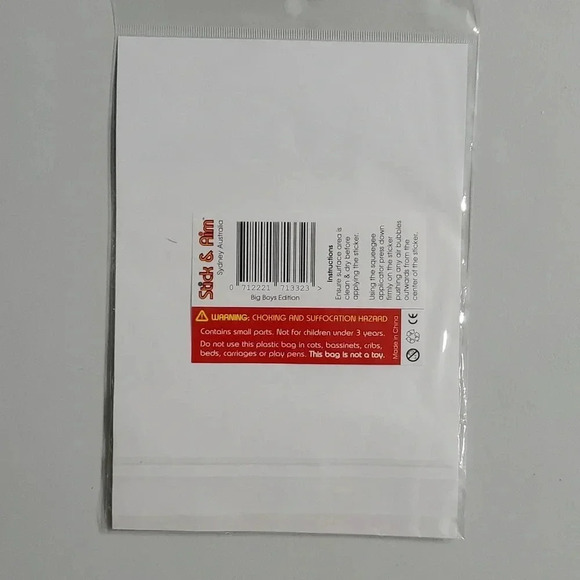 Stick & Aim™
Sydney Australia
0 712221 719323 >
Big Boys Edition
Instructions
Ensure surface area is
clean & dry before
applying the sticker.
Using the squeegee
applicator press down
firmly on the sticker
pushing any air bubbles
outwards from the
center of the sticker.
WARNING: CHOKING AND SUFFOCATION HAZARD
Contains small parts. Not for children under 3 years.
Do not use this plastic bag in cots, bassinets, cribs,
beds, carriages or play pens. This bag is not a toy.
Made in China
CE